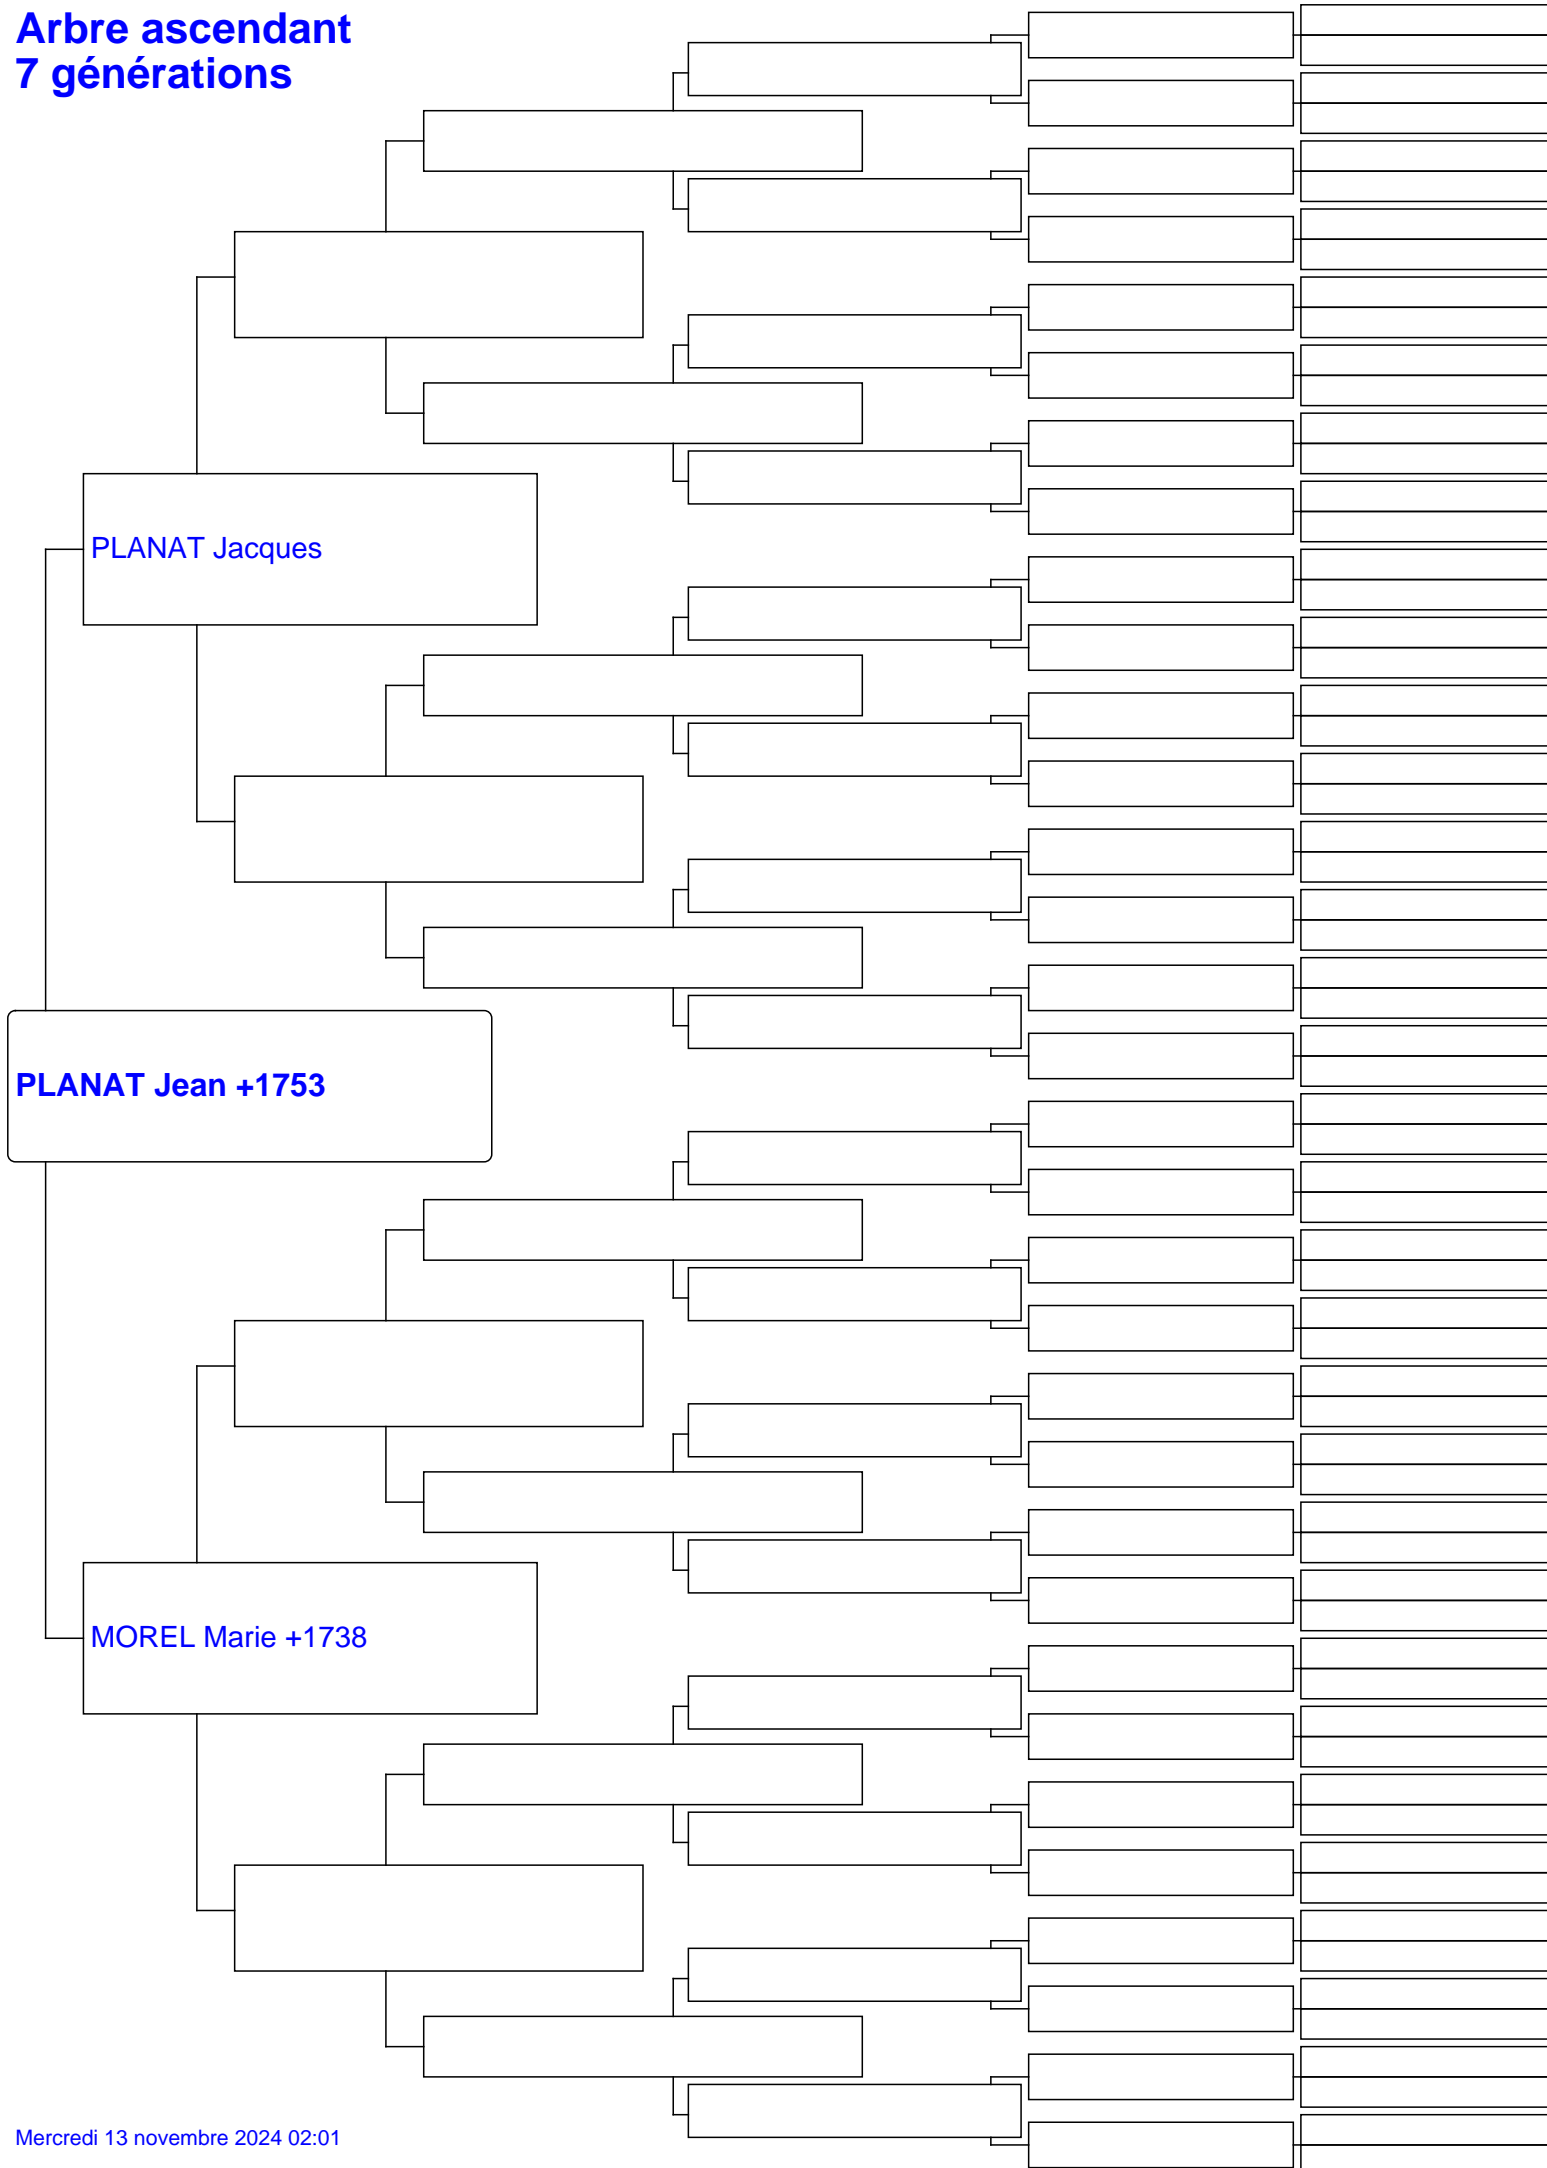 Arbre ascendant
7 générations
PLANAT Jacques
PLANAT Jean +1753
MOREL Marie +1738
Mercredi 13 novembre 2024 02:01